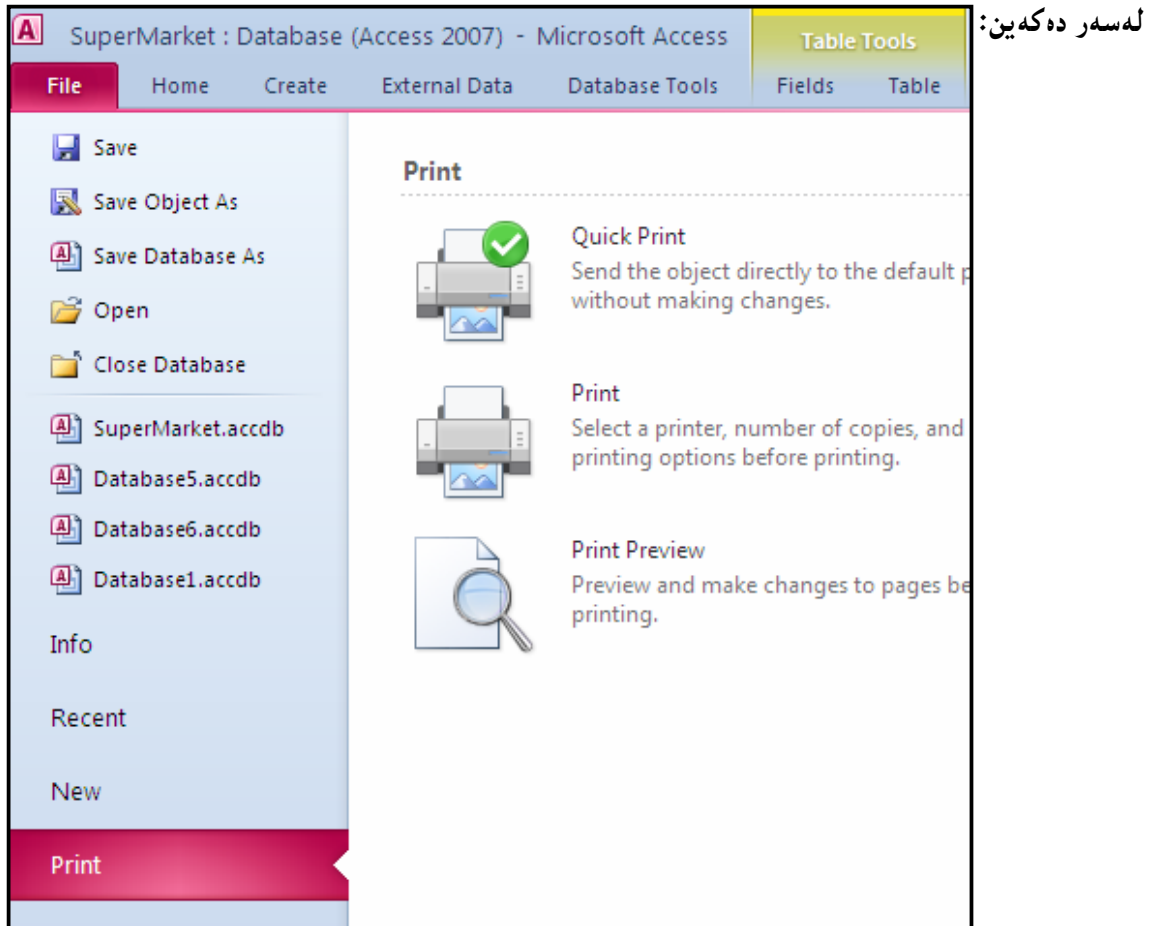 لەسەر دەکەین:
SuperMarket : Database (Access 2007) - Microsoft Access
Table Tools
File Home Create External Data Database Tools Fields Table
Save
Save Object As
Save Database As
Open
Close Database
SuperMarket.accdb
Database5.accdb
Database6.accdb
Database1.accdb
Info
Recent
New
Print
Print
Quick Print
Send the object directly to the default p
without making changes.
Print
Select a printer, number of copies, and
printing options before printing.
Print Preview
Preview and make changes to pages be
printing.